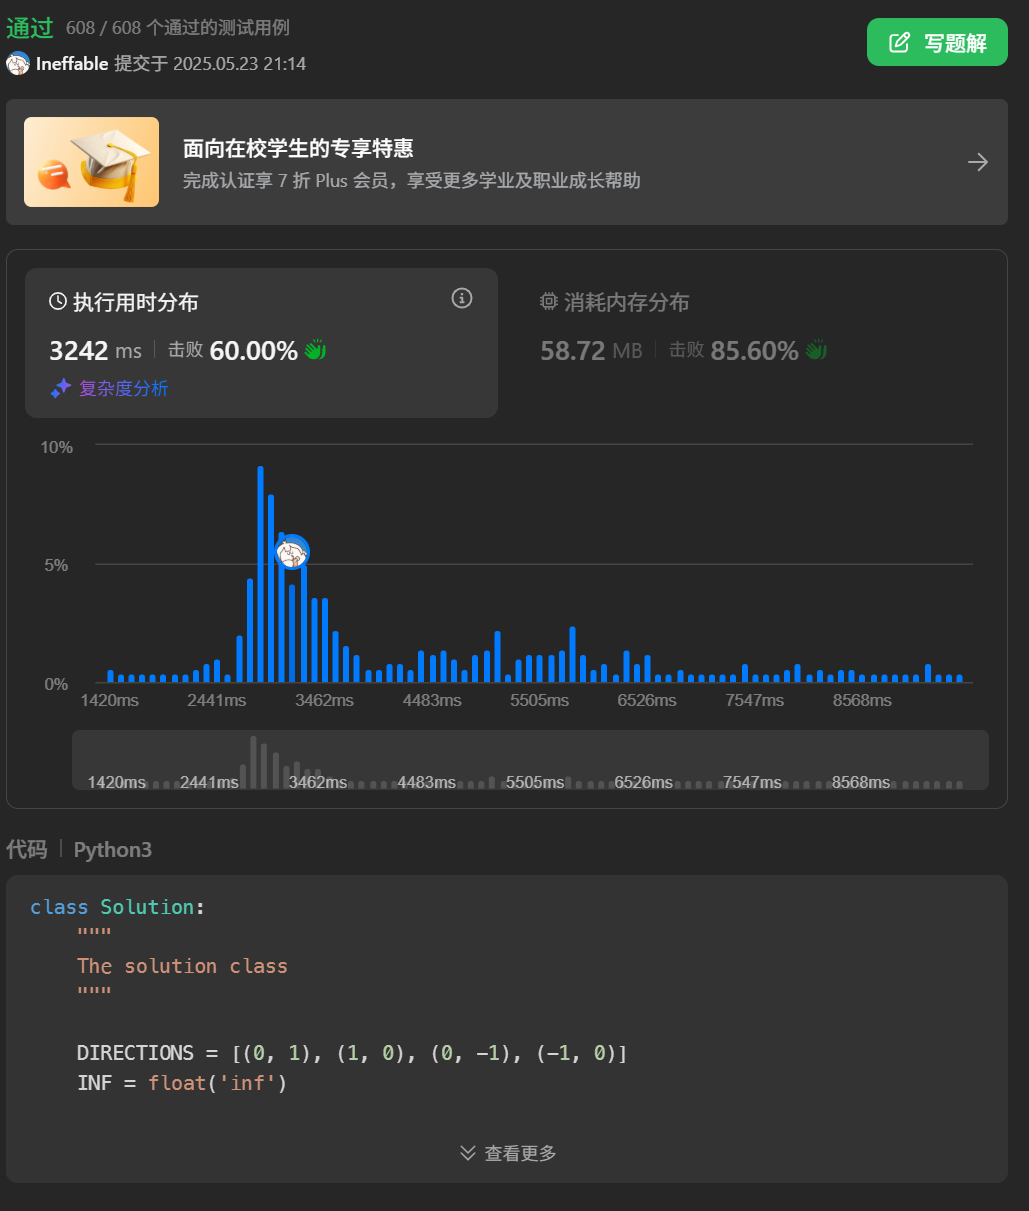 通过 608 / 608 个通过的测试用例
写题解
Ineffable 提交于 2025.05.23 21:14
面向在校学生的专享特惠
完成认证享 7 折 Plus 会员，享受更多学业及职业成长帮助
执行用时分布
3242 ms 击败 60.00%
复杂度分析
消耗内存分布
58.72 MB 击败 85.60%
10%
5%
0%
1420ms 2441ms 3462ms 4483ms 5505ms 6526ms 7547ms 8568ms
1420ms 2441ms 3462ms 4483ms 5505ms 6526ms 7547ms 8568ms
代码 Python3
class Solution:
"""
The solution class
"""
DIRECTIONS = [(0, 1), (1, 0), (0, -1), (-1, 0)]
INF = float('inf')
查看更多